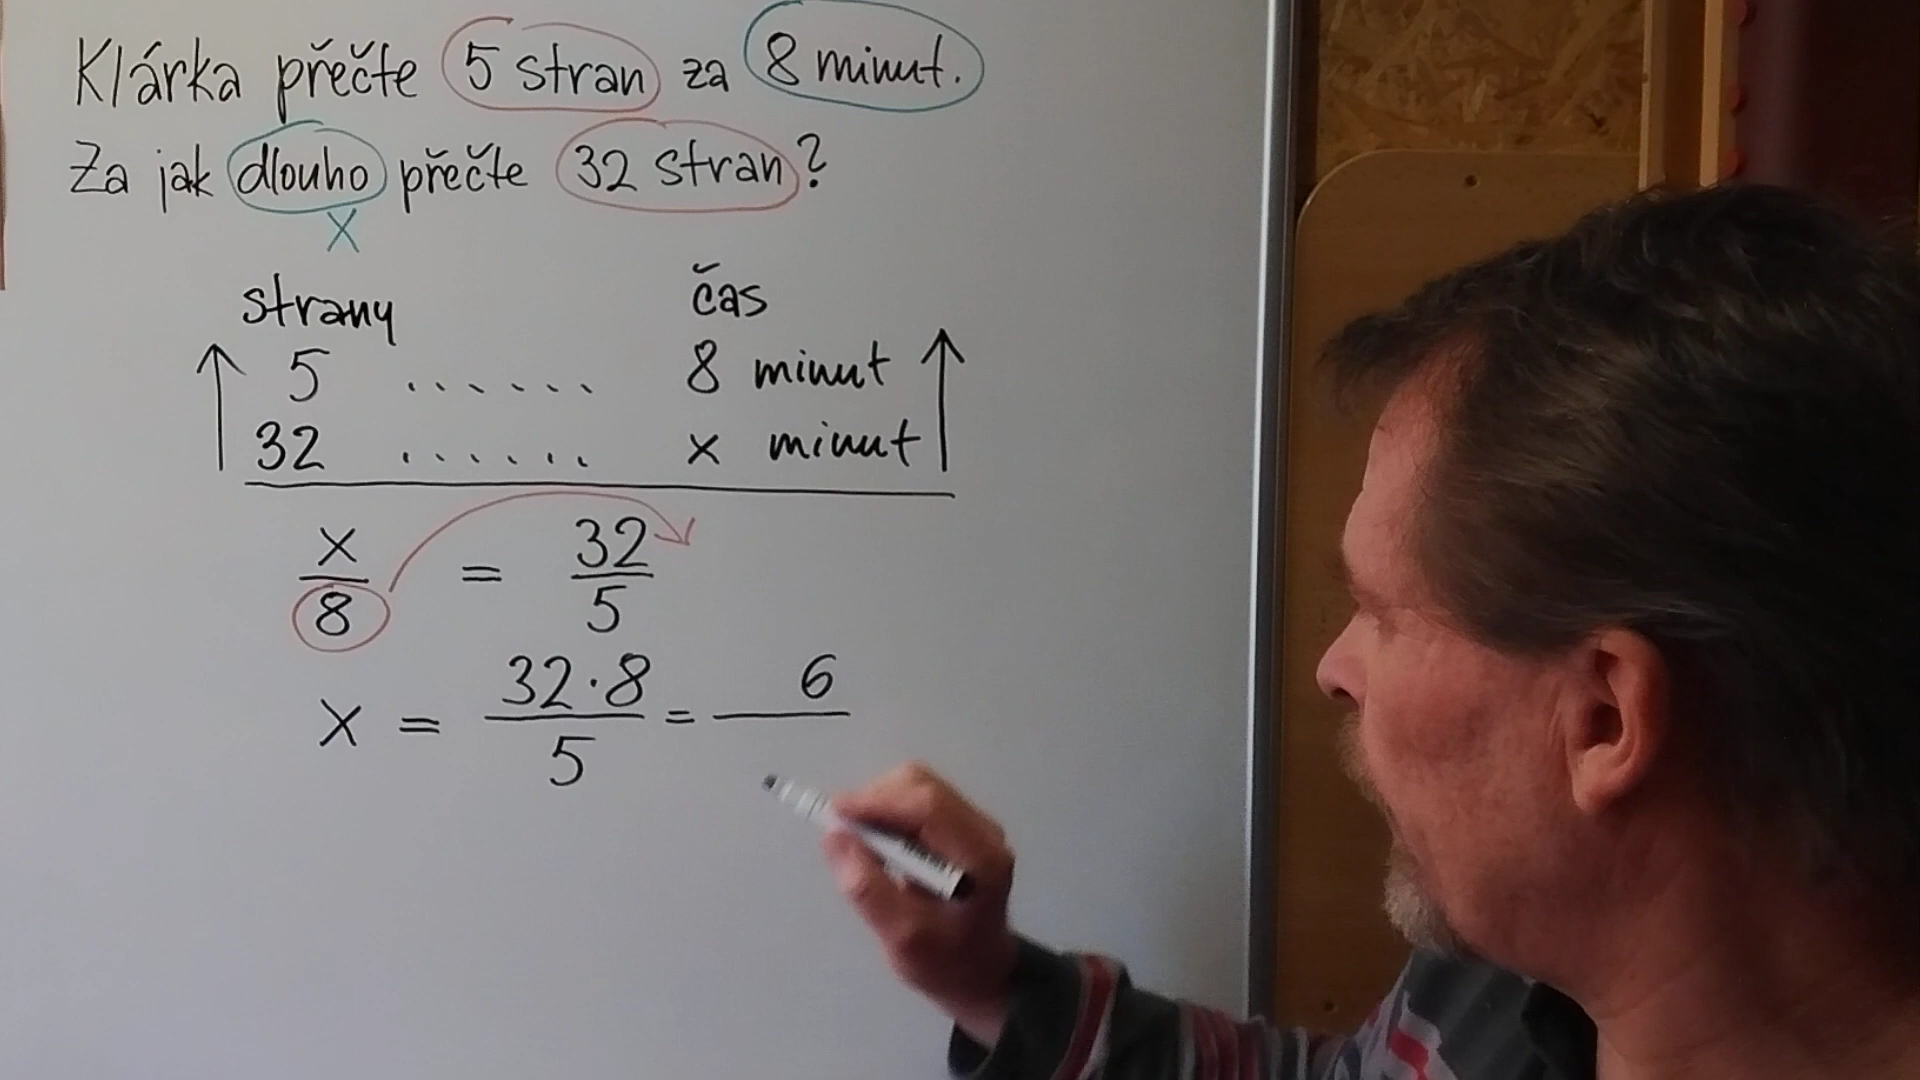 Klárka přečte 5 stran za 8 minut.
Za jak dlouho přečte 32 stran?
x
strany čas
5 ...... 8 minut
32 ...... x minut
x/8 = 32/5
x = 32·8/5 = 6